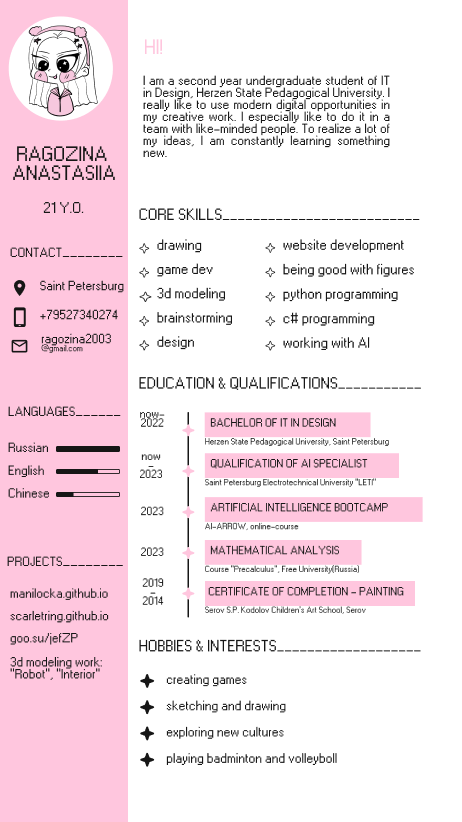 RAGOZINA
ANASTASIIA
21 Y.O.
CONTACT________
Saint Petersburg
+79527340274
ragozina2003
@gmail.com
LANGUAGES______
Russian
English
Chinese
PROJECTS________
manilocka.github.io
scarletring.github.io
goo.su/jefZP
3d modeling work:
"Robot", "Interior"
HI!
I am a second year undergraduate student of IT
in Design, Herzen State Pedagogical University. I
really like to use modern digital opportunities in
my creative work. I especially like to do it in a
team with like-minded people. To realize a lot of
my ideas, I am constantly learning something
new.
CORE SKILLS__________________________
drawing
game dev
3d modeling
brainstorming
design
website development
being good with figures
python programming
c# programming
working with AI
EDUCATION & QUALIFICATIONS___________
now-
2022
BACHELOR OF IT IN DESIGN
Herzen State Pedagogical University, Saint Petersburg
now
-
2023
QUALIFICATION OF AI SPECIALIST
Saint Petersburg Electrotechnical University "LETI"
2023
ARTIFICIAL INTELLIGENCE BOOTCAMP
AI-ARROW, online-course
2023
MATHEMATICAL ANALYSIS
Course "Precalculus", Free University(Russia)
2019
-
2014
CERTIFICATE OF COMPLETION - PAINTING
Serov S.P. Kodolov Children's Art School, Serov
HOBBIES & INTERESTS___________________
creating games
sketching and drawing
exploring new cultures
playing badminton and volleyboll